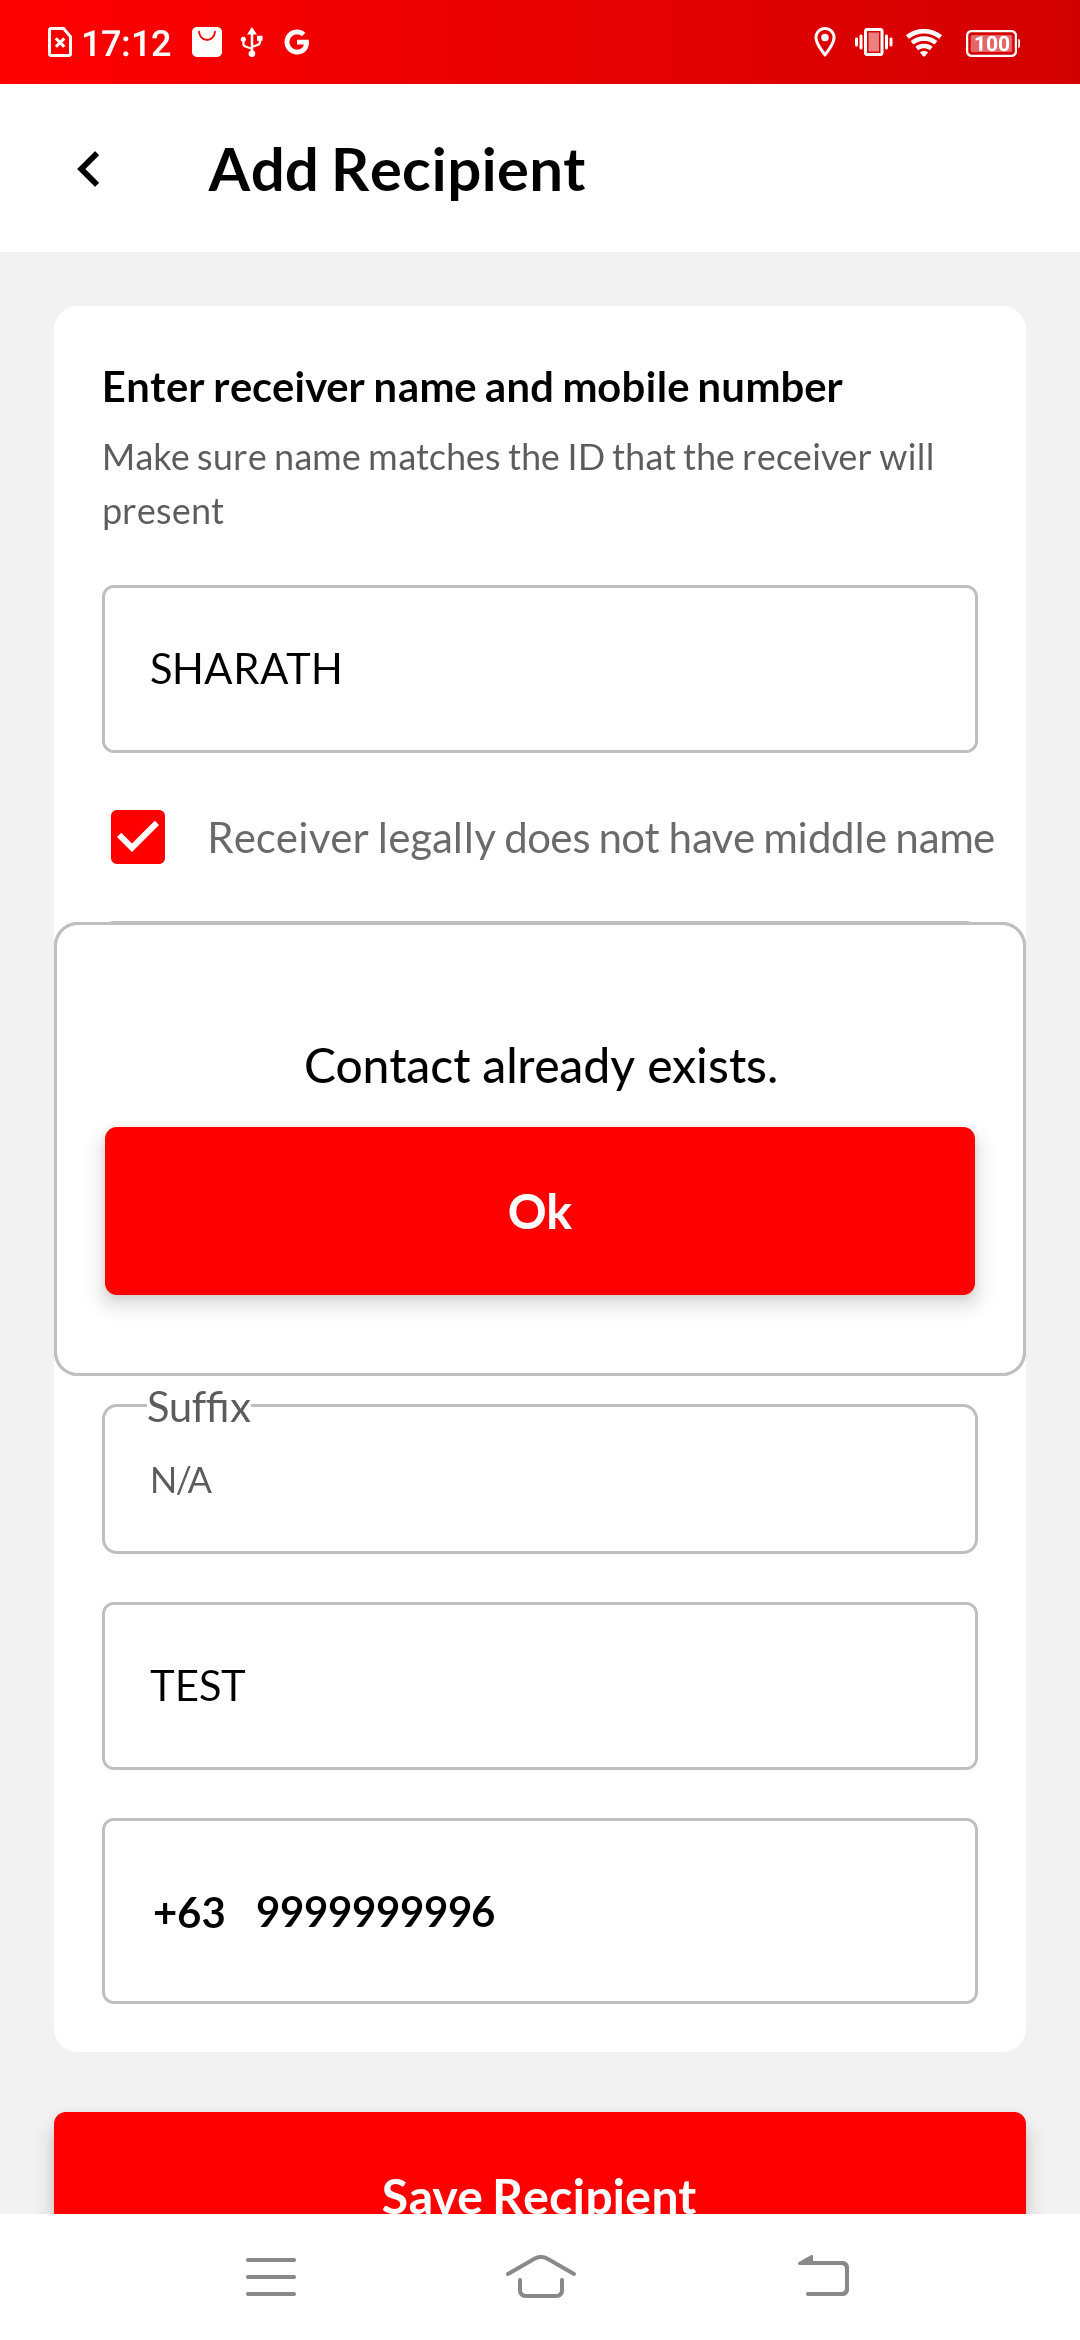 17:12
100
Add Recipient
Enter receiver name and mobile number
Make sure name matches the ID that the receiver will
present
SHARATH
Receiver legally does not have middle name
Contact already exists.
Ok
Suffix
N/A
TEST
+63 9999999996
Save Recipient